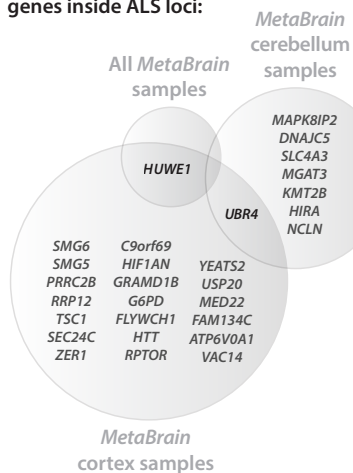 genes inside ALS loci:
MetaBrain
cerebellum
samples
All MetaBrain
samples
MAPK8IP2
DNAJC5
SLC4A3
MGAT3
KMT2B
HIRA
NCLN
HUWE1
UBR4
SMG6
SMG5
PRRC2B
RRP12
TSC1
SEC24C
ZER1
C9orf69
HIF1AN
GRAMD1B
G6PD
FLYWCH1
HTT
RPTOR
YEATS2
USP20
MED22
FAM134C
ATP6V0A1
VAC14
MetaBrain
cortex samples